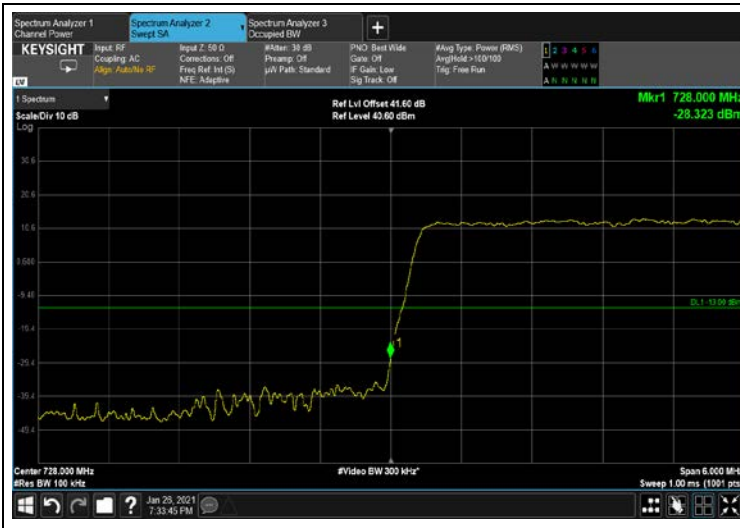 Spectrum Analyzer 1
Channel Power
Spectrum Analyzer 2
Swept SA
Spectrum Analyzer 3
Occupied BW
KEYSIGHT
Input: RF
Coupling: AC
Align: Auto/No RF
Input Z: 50 Ω
Corrections: Off
Freq Ref: Int (S)
NFE: Adaptive
#Atten: 30 dB
Preamp: Off
µW Path: Standard
PNO: Best Wide
Gate: Off
IF Gain: Low
Sig Track: Off
#Avg Type: Power (RMS)
Avg|Hold:>100/100
Trig: Free Run
1 2 3 4 5 6
A W W W W W
A N N N N N
1 Spectrum
Scale/Div 10 dB
Log
Ref Lvl Offset 41.60 dB
Ref Level 40.60 dBm
Mkr1 728.000 MHz
-28.323 dBm
30.6
20.6
10.6
0.600
-9.40
DL1 -13.00 dBm
-19.4
1
-29.4
-39.4
-49.4
Center 728.000 MHz
#Res BW 100 kHz
#Video BW 300 kHz*
Span 6.000 MHz
Sweep 1.00 ms (1001 pts)
Jan 26, 2021
7:33:45 PM